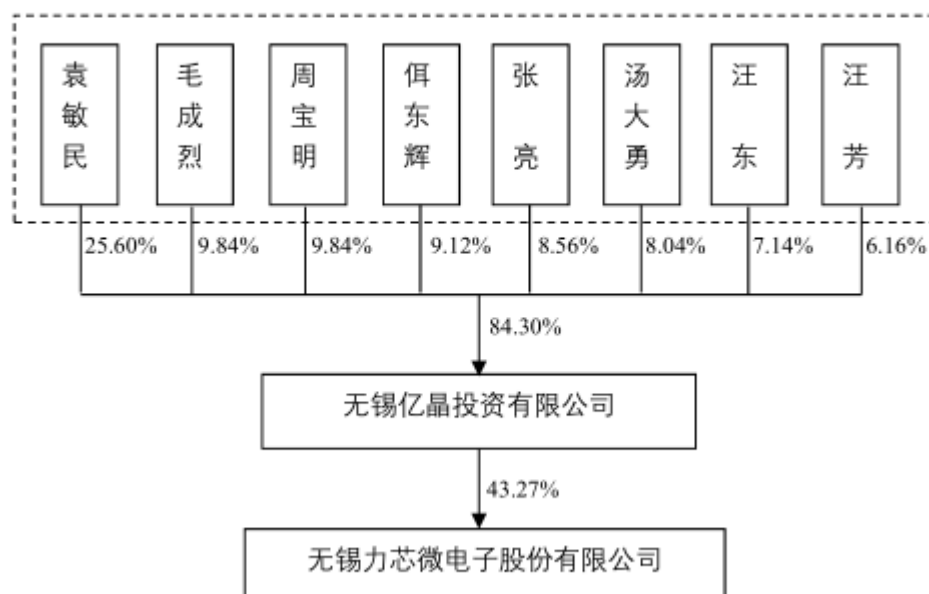 袁敏民
毛成烈
周宝明
佴东辉
张亮
汤大勇
汪东
汪芳
25.60%
9.84%
9.84%
9.12%
8.56%
8.04%
7.14%
6.16%
84.30%
无锡亿晶投资有限公司
43.27%
无锡力芯微电子股份有限公司